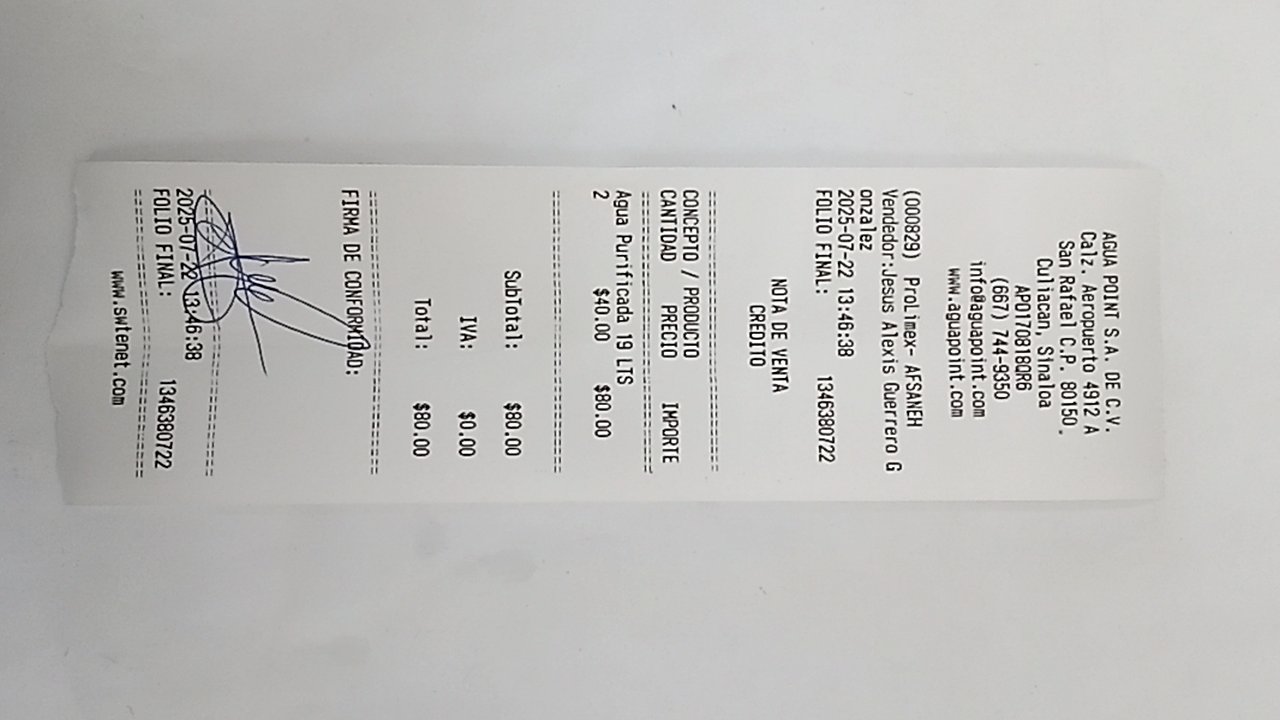 AGUA POINT S.A. DE C.V.
Calz. Aeropuerto 4912 A
San Rafael C.P. 80150,
Culiacan, Sinaloa
APO170818QR6
(667) 744-9350
info@aguapoint.com
www.aguapoint.com
(000829) ProLimex- AFSANEH
Vendedor:Jesus Alexis Guerrero G
onzalez
2025-07-22 13:46:38
FOLIO FINAL: 1346380722
NOTA DE VENTA
CREDITO
================================
CONCEPTO / PRODUCTO
CANTIDAD PRECIO IMPORTE
================================
Agua Purificada 19 LTS
2 $40.00 $80.00
================================
SubTotal: $80.00
IVA: $0.00
Total: $80.00
================================
FIRMA DE CONFORMIDAD:
================================
2025-07-22 13:46:38
FOLIO FINAL: 1346380722
================================
www.swtenet.com